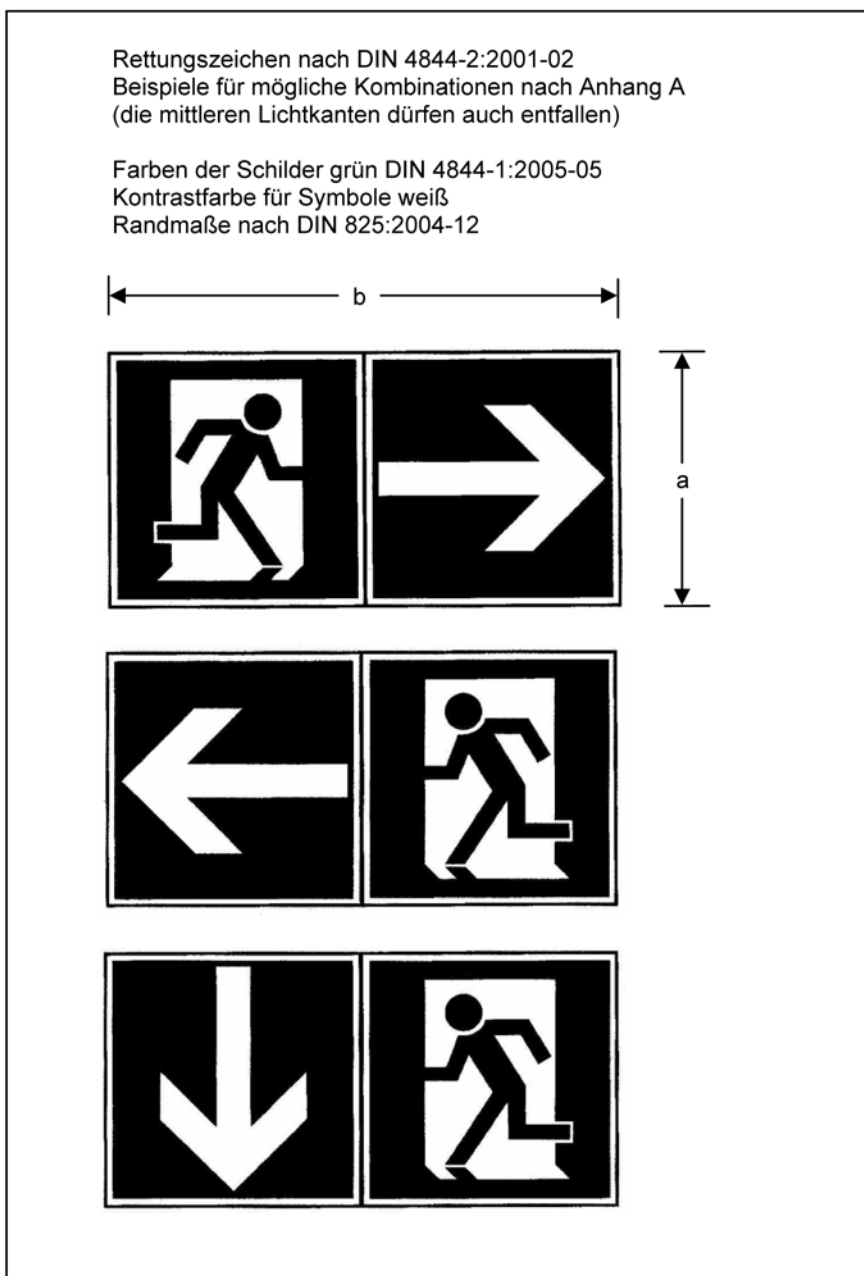 Rettungszeichen nach DIN 4844-2:2001-02
Beispiele für mögliche Kombinationen nach Anhang A
(die mittleren Lichtkanten dürfen auch entfallen)
Farben der Schilder grün DIN 4844-1:2005-05
Kontrastfarbe für Symbole weiß
Randmaße nach DIN 825:2004-12
b
a